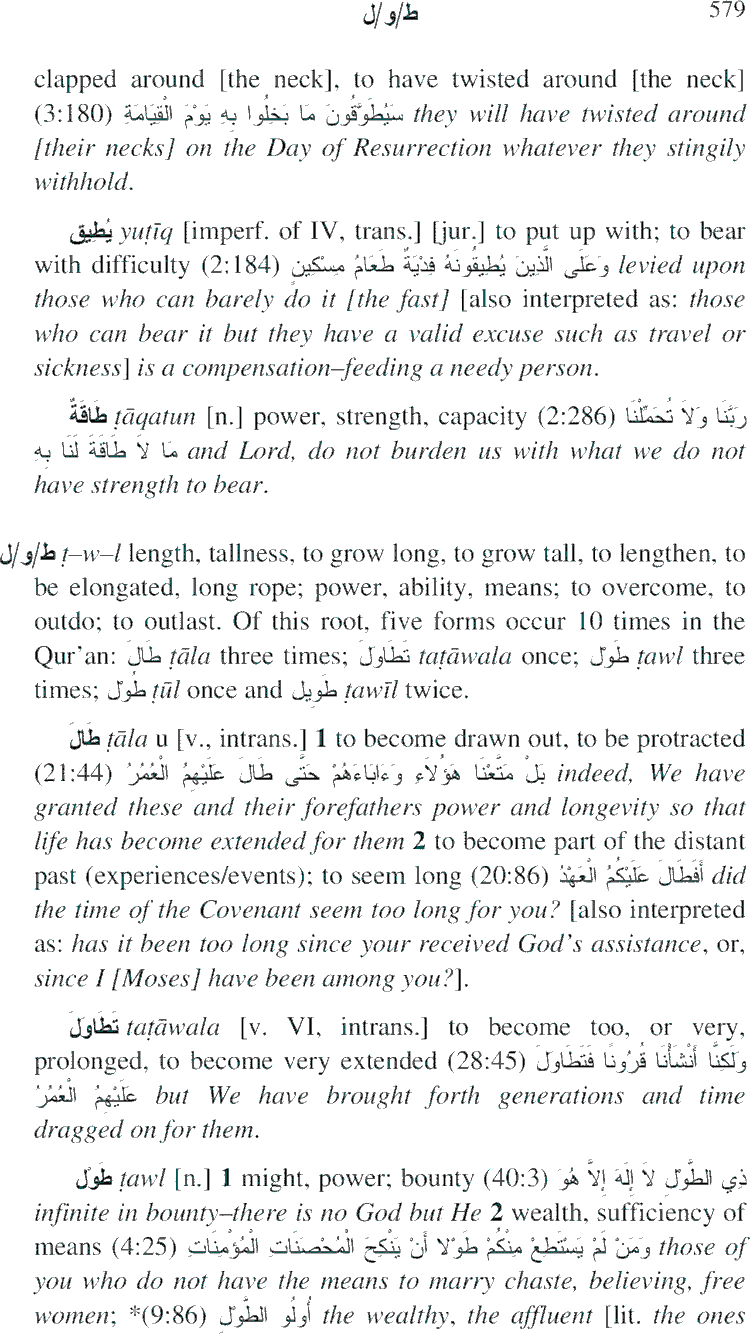 ط/و/ل 579
clapped around [the neck], to have twisted around [the neck]
(3:180) سَيُطَوَّقُونَ مَا بَخِلُوا بِهِ يَوْمَ الْقِيَامَةِ they will have twisted around
[their necks] on the Day of Resurrection whatever they stingily
withhold.
يُطِيق yuṭīq [imperf. of IV, trans.] [jur.] to put up with; to bear
with difficulty (2:184) وَعَلَى الَّذِينَ يُطِيقُونَهُ فِدْيَةٌ طَعَامُ مِسْكِينٍ levied upon
those who can barely do it [the fast] [also interpreted as: those
who can bear it but they have a valid excuse such as travel or
sickness] is a compensation–feeding a needy person.
طَاقَةٌ ṭāqatun [n.] power, strength, capacity (2:286) رَبَّنَا وَلَا تُحَمِّلْنَا
مَا لَا طَاقَةَ لَنَا بِهِ and Lord, do not burden us with what we do not
have strength to bear.
ط/و/ل ṭ–w–l length, tallness, to grow long, to grow tall, to lengthen, to
be elongated, long rope; power, ability, means; to overcome, to
outdo; to outlast. Of this root, five forms occur 10 times in the
Qur'an: طَالَ ṭāla three times; تَطَاوَلَ taṭāwala once; طَوْل ṭawl three
times; طُول ṭūl once and طَوِيل ṭawīl twice.
طَالَ ṭāla u [v., intrans.] 1 to become drawn out, to be protracted
(21:44) بَلْ مَتَّعْنَا هَؤُلَاءِ وَءَابَاءَهُمْ حَتَّى طَالَ عَلَيْهِمُ الْعُمُرُ indeed, We have
granted these and their forefathers power and longevity so that
life has become extended for them 2 to become part of the distant
past (experiences/events); to seem long (20:86) أَفَطَالَ عَلَيْكُمُ الْعَهْدُ did
the time of the Covenant seem too long for you? [also interpreted
as: has it been too long since your received God's assistance, or,
since I [Moses] have been among you?].
تَطَاوَلَ taṭāwala [v. VI, intrans.] to become too, or very,
prolonged, to become very extended (28:45) وَلَكِنَّا أَنْشَأْنَا قُرُونًا فَتَطَاوَلَ
عَلَيْهِمُ الْعُمُرُ but We have brought forth generations and time
dragged on for them.
طَوْل ṭawl [n.] 1 might, power; bounty (40:3) ذِي الطَّوْلِ لَا إِلَهَ إِلَّا هُوَ
infinite in bounty–there is no God but He 2 wealth, sufficiency of
means (4:25) وَمَنْ لَمْ يَسْتَطِعْ مِنْكُمْ طَوْلًا أَنْ يَنْكِحَ الْمُحْصَنَاتِ الْمُؤْمِنَاتِ those of
you who do not have the means to marry chaste, believing, free
women; *(9:86) أُولُو الطَّوْل the wealthy, the affluent [lit. the ones